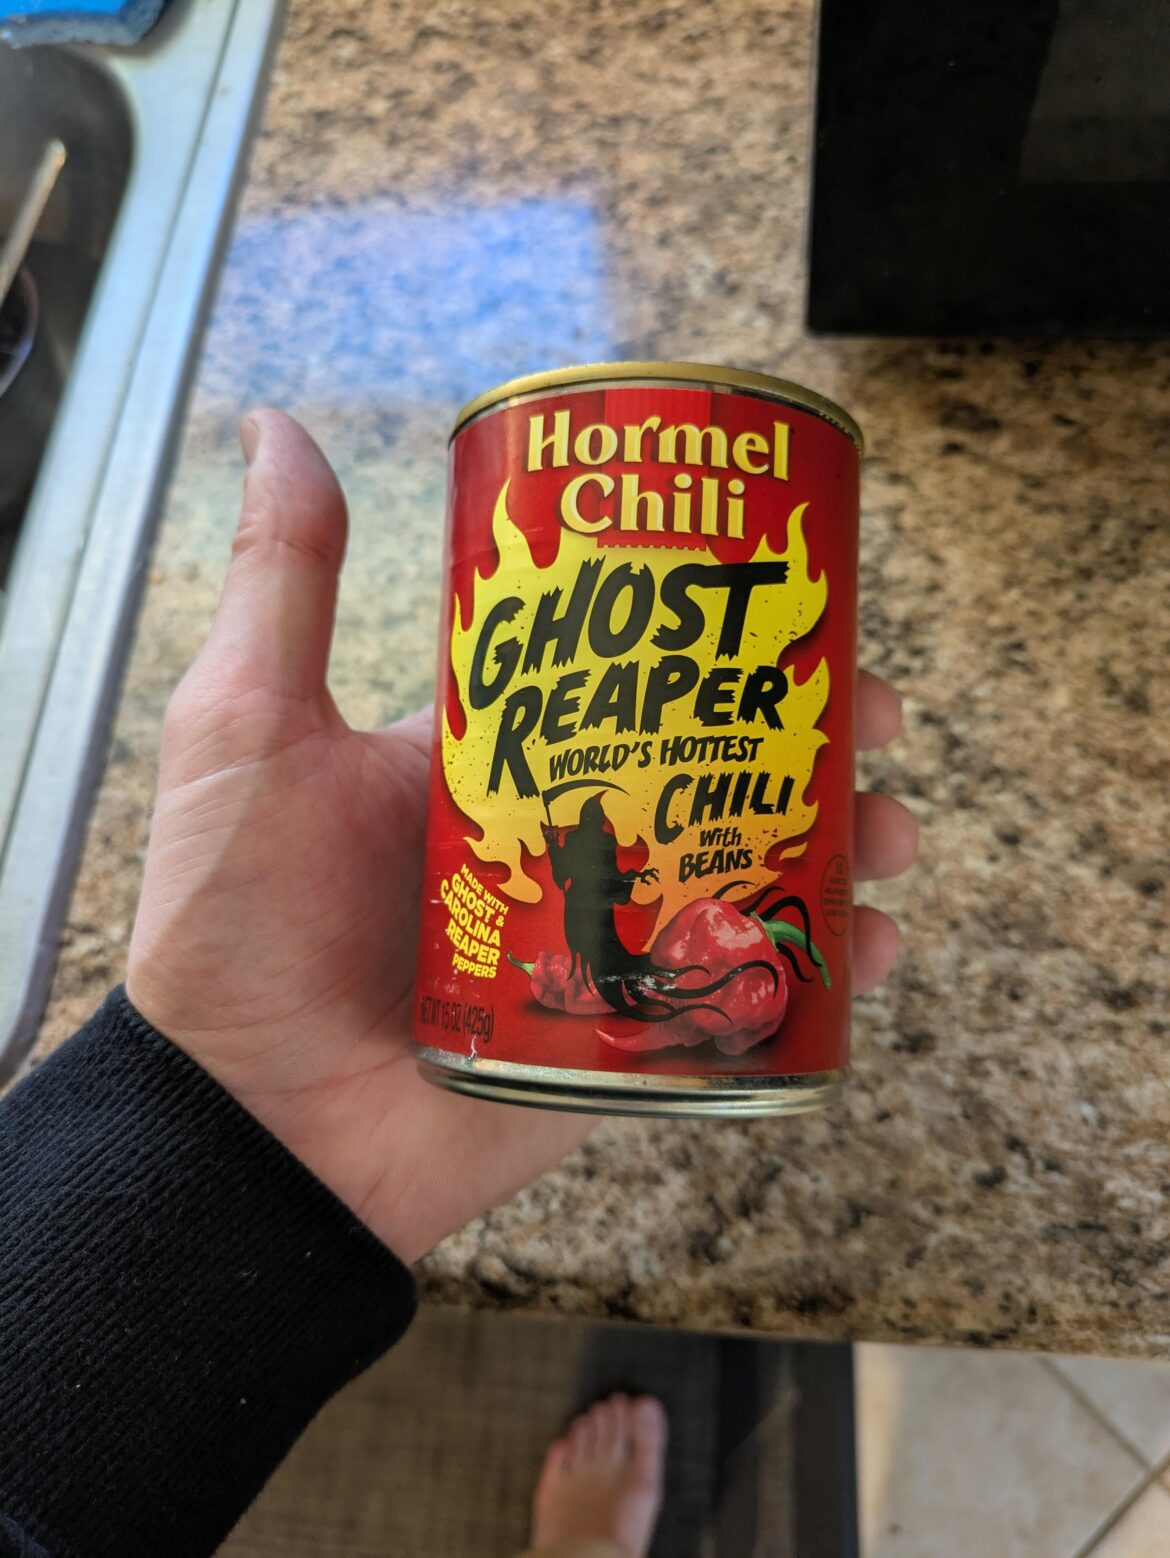 Hormel
Chili
GHOST
REAPER
WORLD'S HOTTEST
CHILI
with
BEANS
MADE WITH
GHOST &
CAROLINA
REAPER
PEPPERS
NET WT 15 OZ (425g)